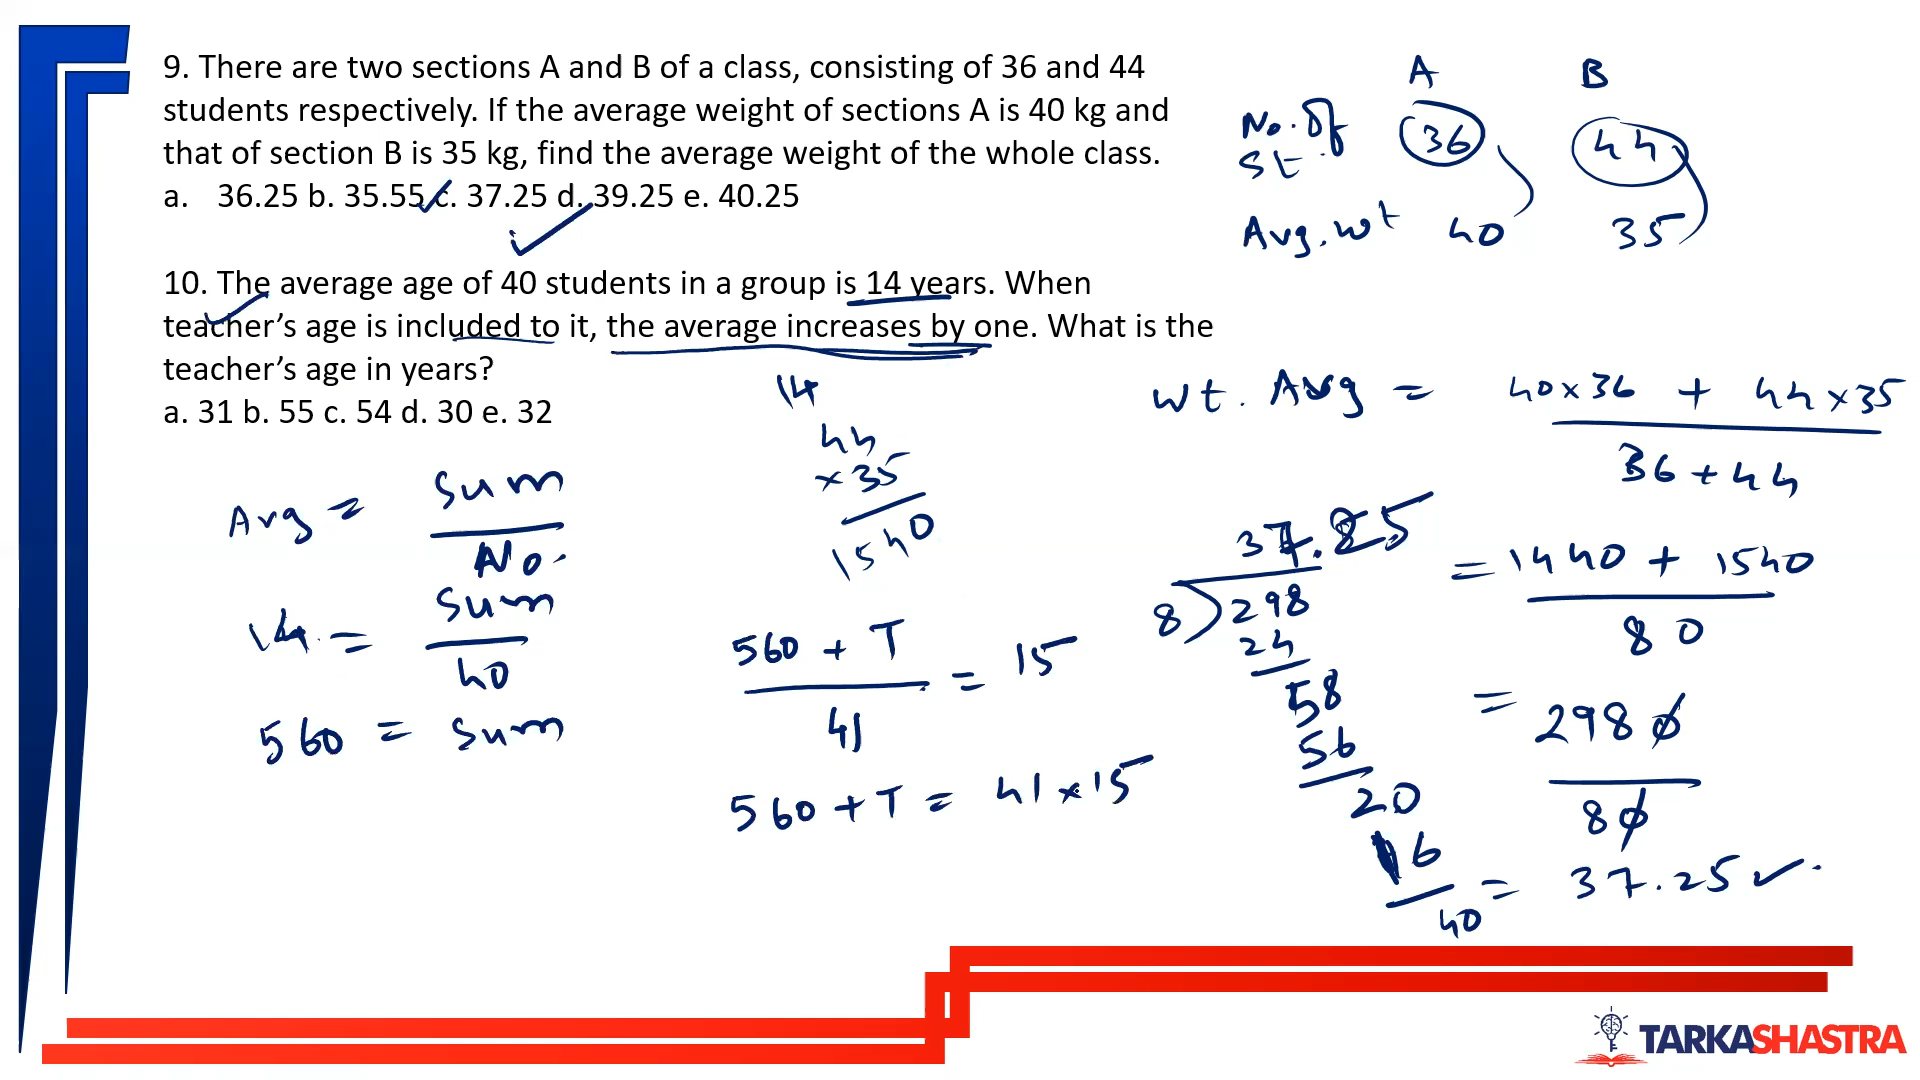 9. There are two sections A and B of a class, consisting of 36 and 44
students respectively. If the average weight of sections A is 40 kg and
that of section B is 35 kg, find the average weight of the whole class.
a. 36.25 b. 35.55 c. 37.25 d. 39.25 e. 40.25
10. The average age of 40 students in a group is 14 years. When
teacher's age is included to it, the average increases by one. What is the
teacher's age in years?
a. 31 b. 55 c. 54 d. 30 e. 32
A B
No. of 36 44
St.
Avg. wt 40 35
wt. Avg = 40 x 36 + 44 x 35
36 + 44
= 1440 + 1540
80
= 2980
80
= 37.25
14
44
x 35
1540
37.25
8 ) 298
24
58
56
20
16
40
Avg = Sum
No.
14 = Sum
40
560 = Sum
560 + T = 15
41
560 + T = 41 x 15
TARKASHASTRA